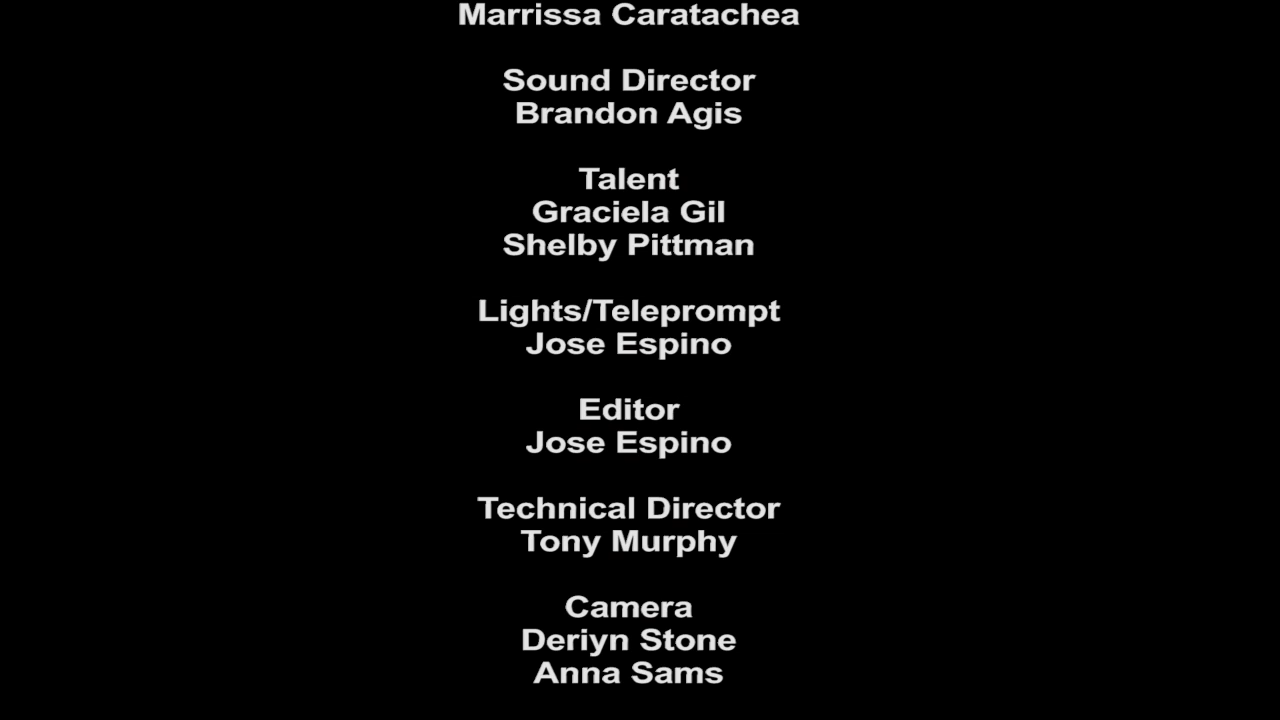 Marrissa Caratachea
Sound Director
Brandon Agis
Talent
Graciela Gil
Shelby Pittman
Lights/Teleprompt
Jose Espino
Editor
Jose Espino
Technical Director
Tony Murphy
Camera
Deriyn Stone
Anna Sams